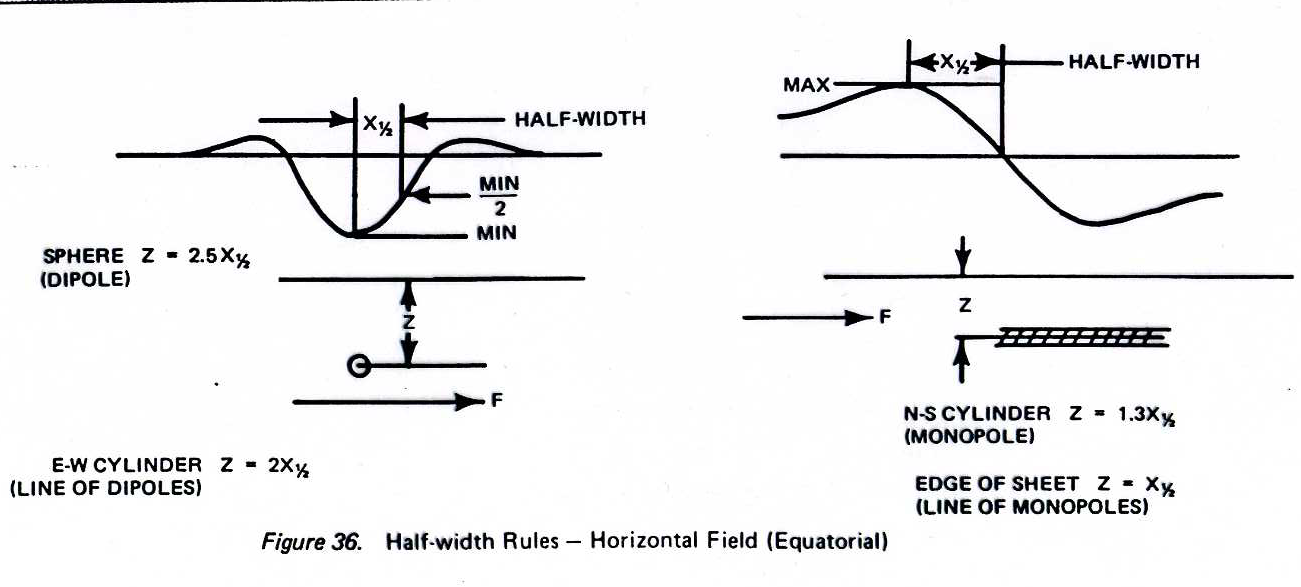 X½ HALF-WIDTH
MIN
2
MIN
SPHERE Z = 2.5X½
(DIPOLE)
Z
F
E-W CYLINDER Z = 2X½
(LINE OF DIPOLES)
X½ HALF-WIDTH
MAX
Z
F
N-S CYLINDER Z = 1.3X½
(MONOPOLE)
EDGE OF SHEET Z = X½
(LINE OF MONOPOLES)
Figure 36. Half-width Rules — Horizontal Field (Equatorial)